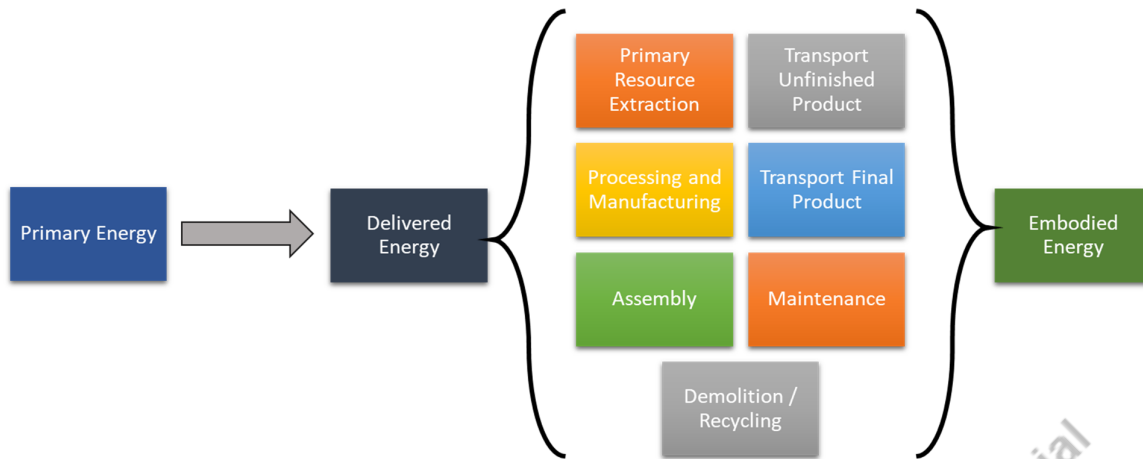 Primary Energy
Delivered
Energy
Primary
Resource
Extraction
Transport
Unfinished
Product
Processing and
Manufacturing
Transport Final
Product
Assembly
Maintenance
Demolition /
Recycling
Embodied
Energy